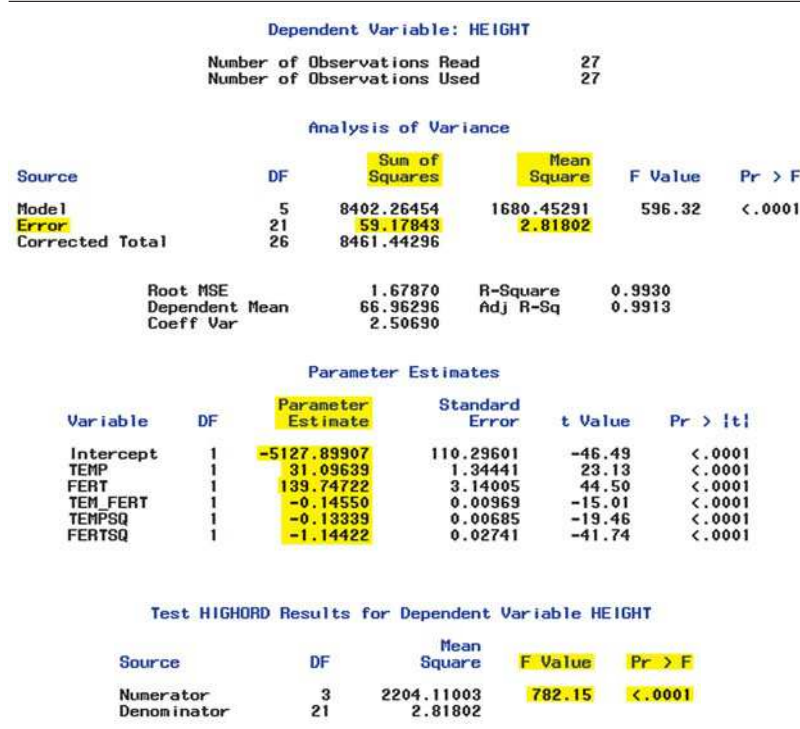 Dependent Variable: HEIGHT
Number of Observations Read 27
Number of Observations Used 27
Analysis of Variance
Sum of Mean
Source DF Squares Square F Value Pr > F
Model 5 8402.26454 1680.45291 596.32 <.0001
Error 21 59.17843 2.81802
Corrected Total 26 8461.44296
Root MSE 1.67870 R-Square 0.9930
Dependent Mean 66.96296 Adj R-Sq 0.9913
Coeff Var 2.50690
Parameter Estimates
Parameter Standard
Variable DF Estimate Error t Value Pr > |t|
Intercept 1 -5127.89907 110.29601 -46.49 <.0001
TEMP 1 31.09639 1.34441 23.13 <.0001
FERT 1 139.74722 3.14005 44.50 <.0001
TEM_FERT 1 -0.14550 0.00969 -15.01 <.0001
TEMPSQ 1 -0.13339 0.00685 -19.46 <.0001
FERTSQ 1 -1.14422 0.02741 -41.74 <.0001
Test HIGHORD Results for Dependent Variable HEIGHT
Mean
Source DF Square F Value Pr > F
Numerator 3 2204.11003 782.15 <.0001
Denominator 21 2.81802